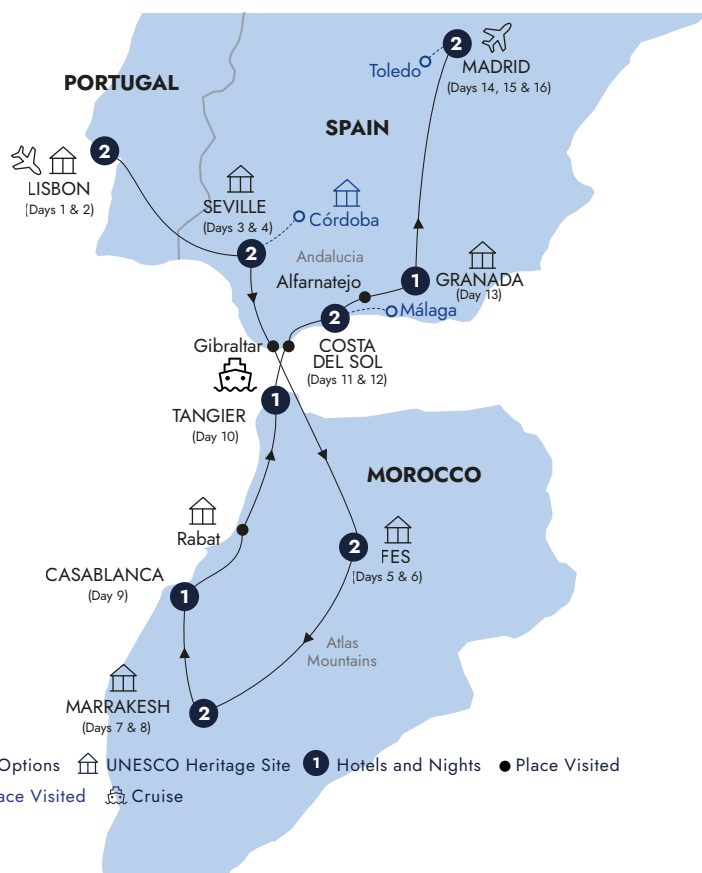 2
Toledo
MADRID
(Days 14, 15 & 16)
PORTUGAL
SPAIN
2
LISBON
(Days 1 & 2)
SEVILLE
(Days 3 & 4)
Córdoba
2
Andalucia
Alfarnatejo
1
GRANADA
(Day 13)
2
Málaga
Gibraltar
COSTA
DEL SOL
(Days 11 & 12)
1
TANGIER
(Day 10)
MOROCCO
Rabat
2
FES
(Days 5 & 6)
CASABLANCA
(Day 9)
1
Atlas
Mountains
MARRAKESH
(Days 7 & 8)
2
Options UNESCO Heritage Site 1 Hotels and Nights Place Visited
ace Visited Cruise